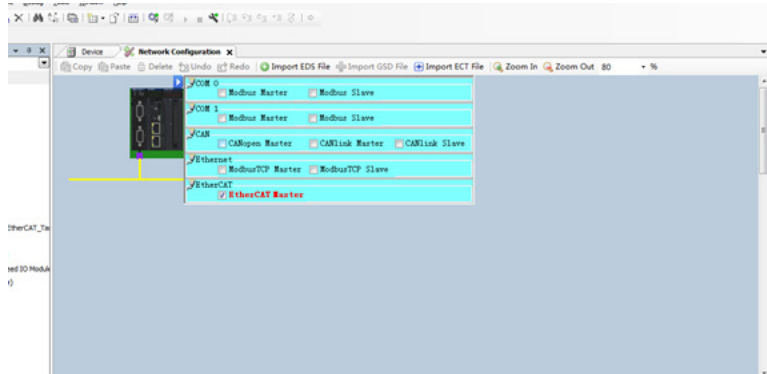 Device Network Configuration X
Copy Paste Delete Undo Redo Import EDS File Import GSD File Import ECT File Zoom In Zoom Out 80 %
COM 0
Modbus Master Modbus Slave
COM 1
Modbus Master Modbus Slave
CAN
CANopen Master CANlink Master CANlink Slave
Ethernet
ModbusTCP Master ModbusTCP Slave
EtherCAT
EtherCAT Master
EtherCAT_Ta
eed IO Module